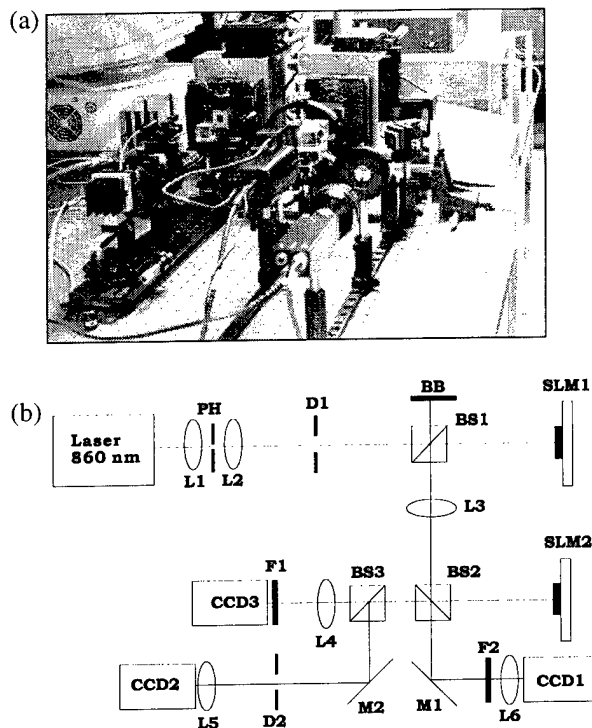 (a)
(b)
BB
SLM1
PH
D1
BS1
Laser
860 nm
L1
L2
L3
SLM2
F1
BS3
BS2
CCD3
L4
F2
CCD2
CCD1
L5
D2
M2
M1
L6